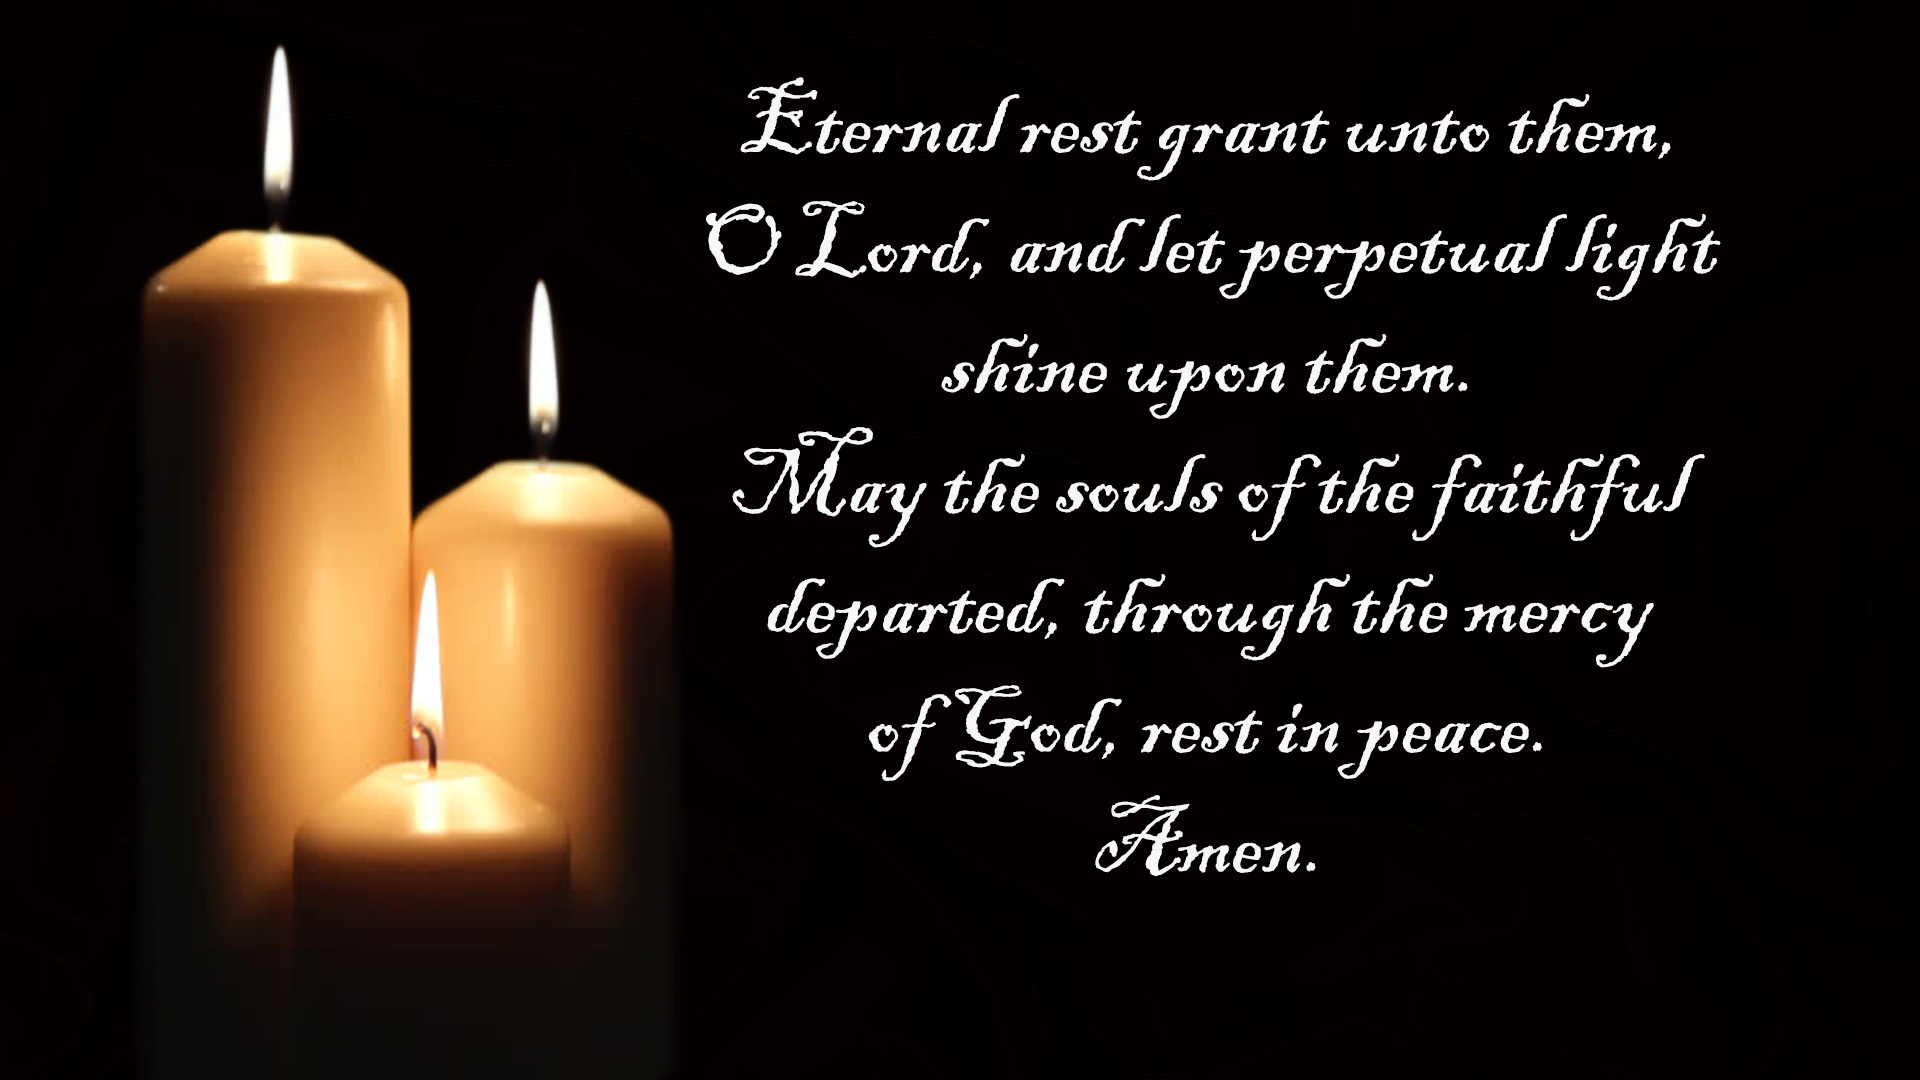 Eternal rest grant unto them,
O Lord, and let perpetual light
shine upon them.
May the souls of the faithful
departed, through the mercy
of God, rest in peace.
Amen.